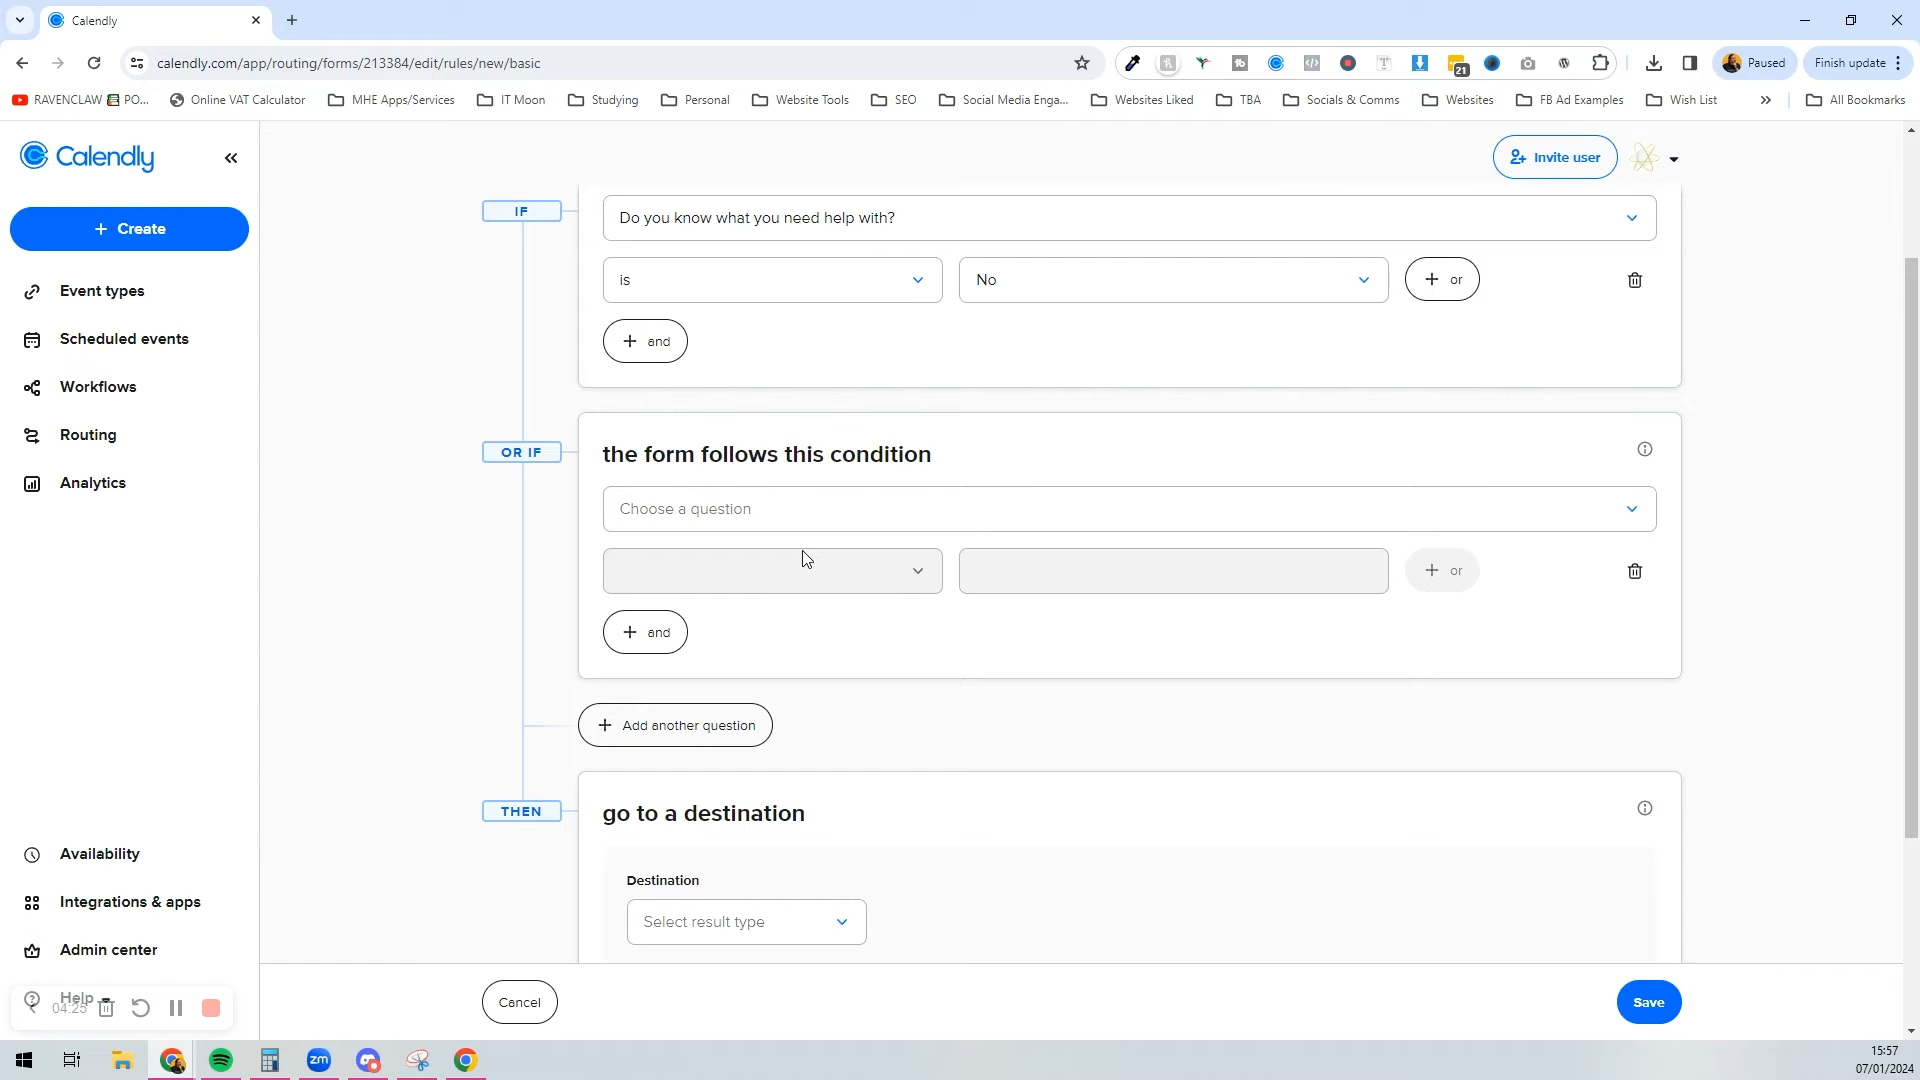 Calendly
calendly.com/app/routing/forms/213384/edit/rules/new/basic
21
Paused
Finish update
RAVENCLAW PO...
Online VAT Calculator
MHE Apps/Services
IT Moon
Studying
Personal
Website Tools
SEO
Social Media Enga...
Websites Liked
TBA
Socials & Comms
Websites
FB Ad Examples
Wish List
»
All Bookmarks
Calendly
Invite user
+ Create
Event types
Scheduled events
Workflows
Routing
Analytics
Availability
Integrations & apps
Admin center
Help
04:25
IF
Do you know what you need help with?
is
No
+ or
+ and
OR IF
the form follows this condition
Choose a question
+ or
+ and
+ Add another question
THEN
go to a destination
Destination
Select result type
Cancel
Save
zm
15:57
07/01/2024